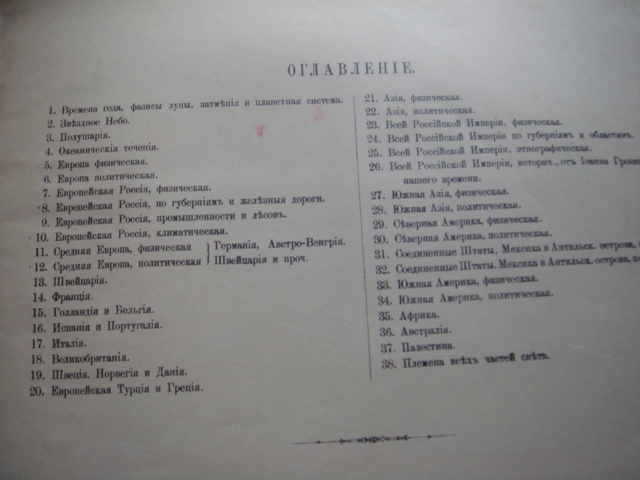 ОГЛАВЛЕНІЕ.
1. Времена года, фазисы луны, затмѣнія и планетная система.
2. Звѣздное Небо.
3. Полушарія.
4. Океаническія теченія.
5. Европа физическая.
6. Европа политическая.
7. Европейская Россія, физическая.
8. Европейская Россія, по губерніямъ и желѣзныя дороги.
9. Европейская Россія, промышленности и лѣсовъ.
10. Европейская Россія, климатическая.
11. Средняя Европа, физическая } Германія, Австро-Венгрія.
12. Средняя Европа, политическая } Швейцарія и проч.
13. Швейцарія.
14. Франція.
15. Голландія и Бельгія.
16. Испанія и Португалія.
17. Италія.
18. Великобританія.
19. Швеція, Норвегія и Данія.
20. Европейская Турція и Греція.
21. Азія, физическая.
22. Азія, политическая.
23. Всей Россійской Имперіи, физическая.
24. Всей Россійской Имперіи по губерніямъ и областямъ.
25. Всей Россійской Имперіи, этнографическая.
26. Всей Россійской Имперіи, историч., отъ Іоанна
нашего времени.
27. Южная Азія, физическая.
28. Южная Азія, политическая.
29. Сѣверная Америка, физическая.
30. Сѣверная Америка, политическая.
31. Соединенные Штаты, Мексика и Антильск. острова,
32. Соединенные Штаты, Мексика и Антильск. острова,
33. Южная Америка, физическая.
34. Южная Америка, политическая.
35. Африка.
36. Австралія.
37. Палестина.
38. Племена всѣхъ частей свѣта.